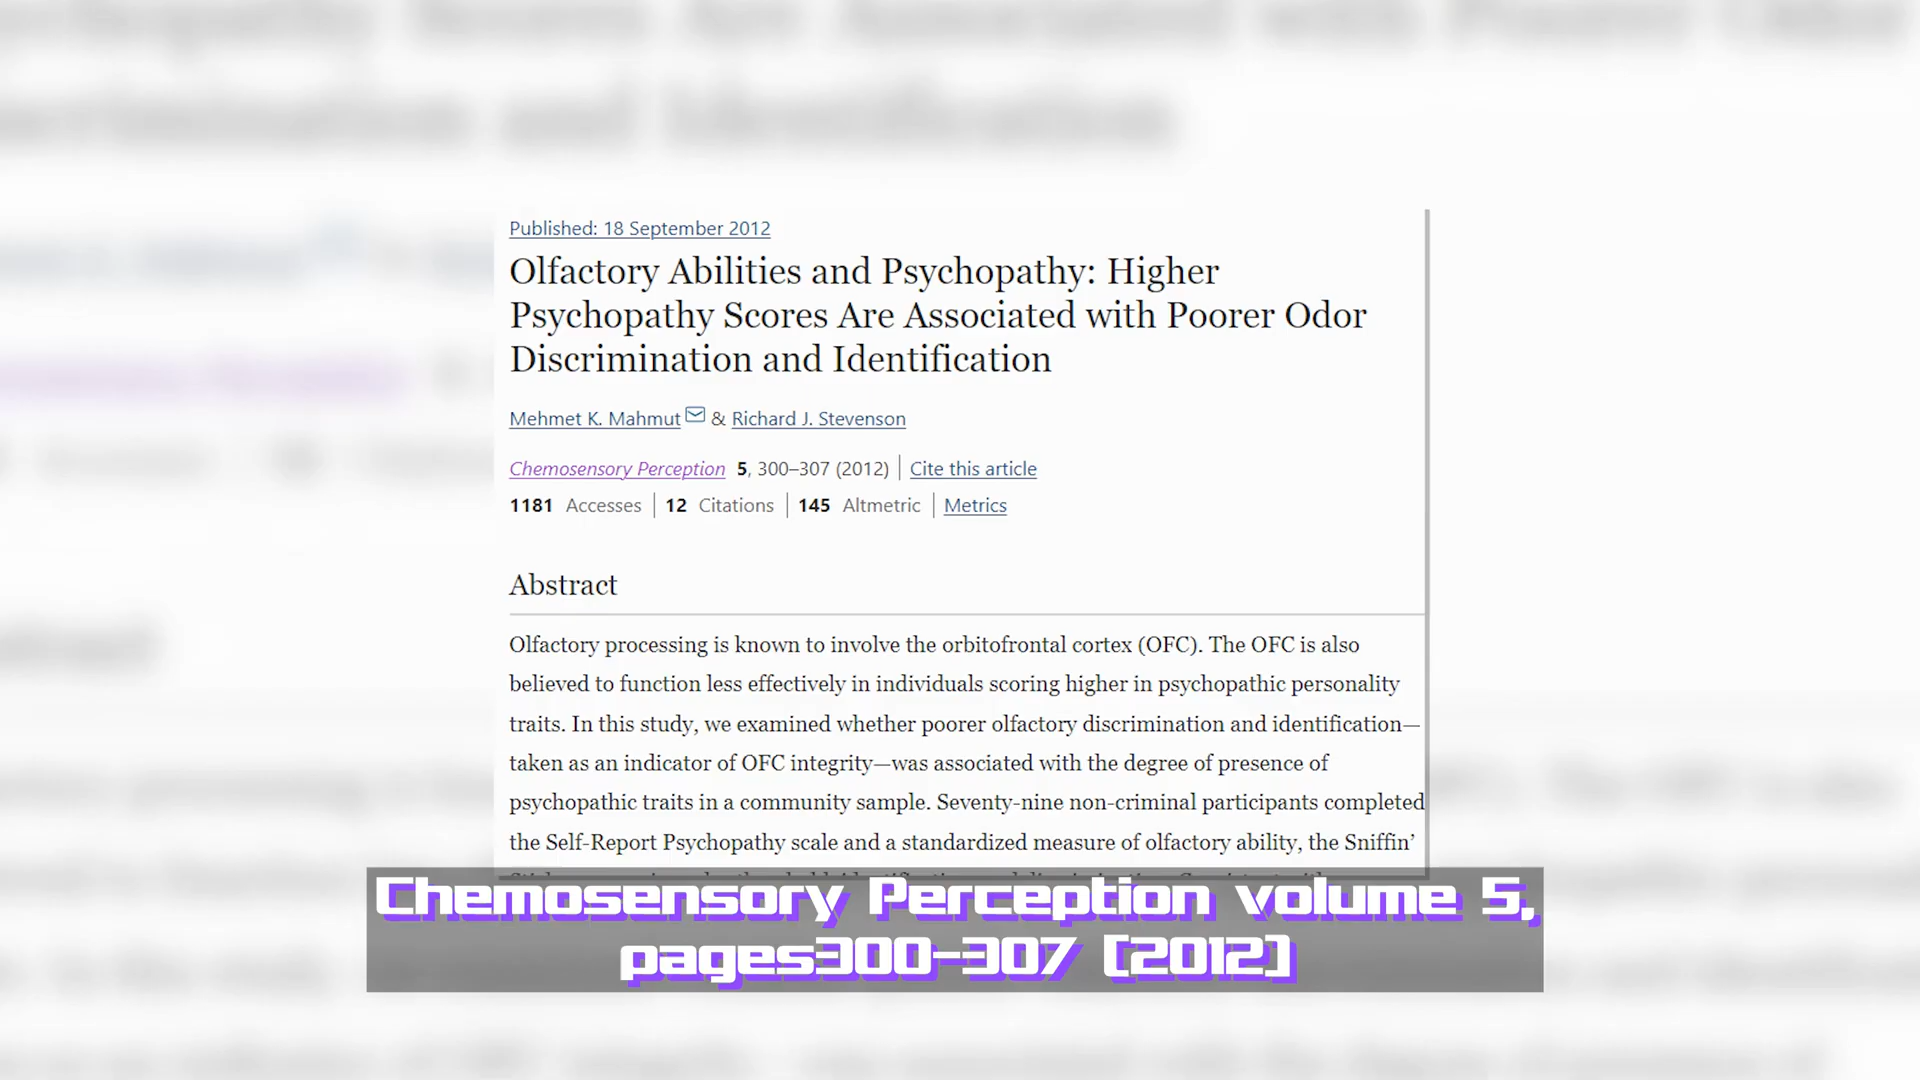 Published: 18 September 2012
Olfactory Abilities and Psychopathy: Higher
Psychopathy Scores Are Associated with Poorer Odor
Discrimination and Identification
Mehmet K. Mahmut & Richard J. Stevenson
Chemosensory Perception 5, 300–307 (2012) Cite this article
1181 Accesses 12 Citations 145 Altmetric Metrics
Abstract
Olfactory processing is known to involve the orbitofrontal cortex (OFC). The OFC is also
believed to function less effectively in individuals scoring higher in psychopathic personality
traits. In this study, we examined whether poorer olfactory discrimination and identification—
taken as an indicator of OFC integrity—was associated with the degree of presence of
psychopathic traits in a community sample. Seventy-nine non-criminal participants completed
the Self-Report Psychopathy scale and a standardized measure of olfactory ability, the Sniffin’
Chemosensory Perception volume 5,
pages300–307 (2012)